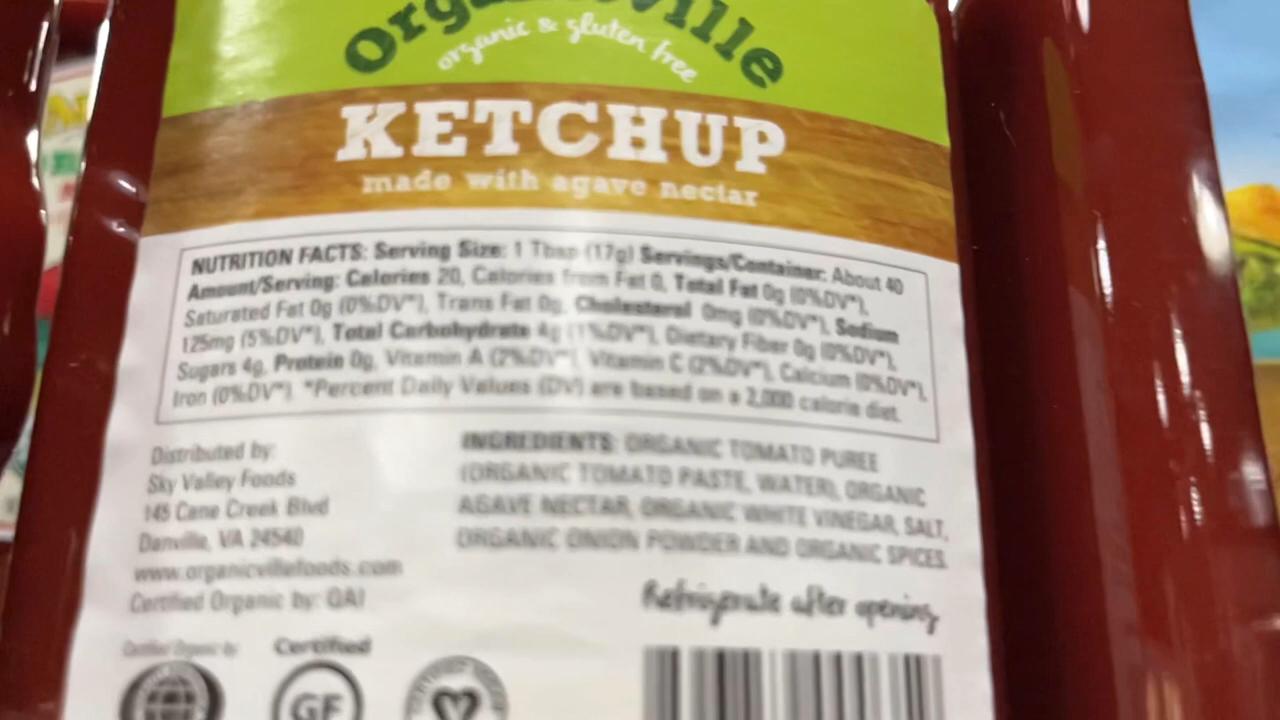 Organicville
organic & gluten free
KETCHUP
made with agave nectar
NUTRITION FACTS: Serving Size: 1 Tbsp (17g) Servings/Container: About 40
Amount/Serving: Calories 20, Calories from Fat 0, Total Fat 0g (0%DV*),
Saturated Fat 0g (0%DV*), Trans Fat 0g, Cholesterol 0mg (0%DV*), Sodium
125mg (5%DV*), Total Carbohydrate 4g (1%DV*), Dietary Fiber 0g (0%DV*),
Sugars 4g, Protein 0g, Vitamin A (2%DV*), Vitamin C (2%DV*), Calcium (0%DV*),
Iron (0%DV*) *Percent Daily Values (DV) are based on a 2,000 calorie diet.
Distributed by:
Sky Valley Foods
145 Cane Creek Blvd
Danville, VA 24540
www.organicvillefoods.com
Certified Organic by: QAI
INGREDIENTS: ORGANIC TOMATO PUREE
(ORGANIC TOMATO PASTE, WATER), ORGANIC
AGAVE NECTAR, ORGANIC WHITE VINEGAR, SALT,
ORGANIC ONION POWDER AND ORGANIC SPICES.
Refrigerate after opening
Certified Organic by:
Certified
GF